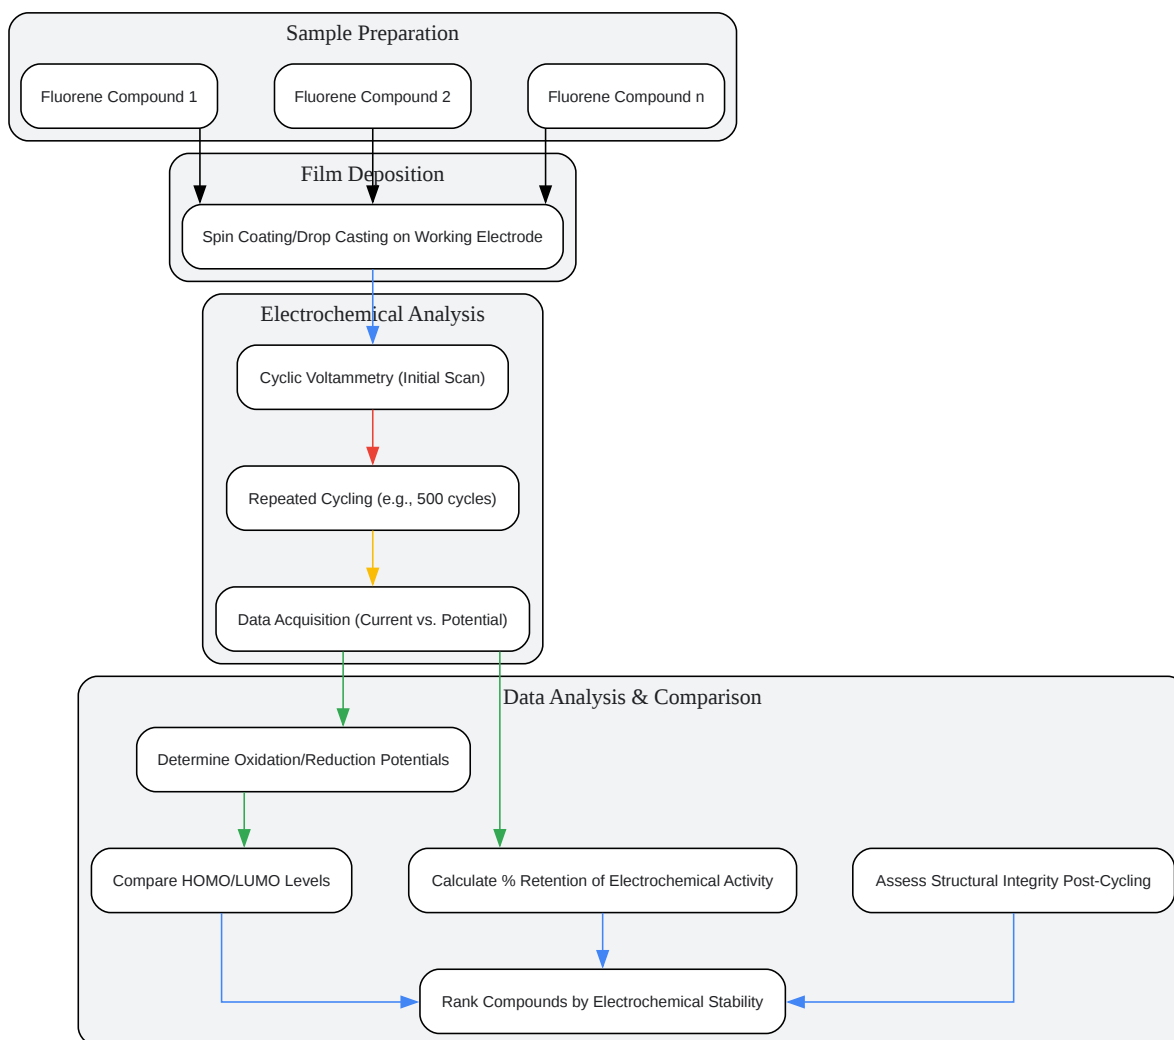 Sample Preparation
Fluorene Compound 1
Fluorene Compound 2
Fluorene Compound n
Film Deposition
Spin Coating/Drop Casting on Working Electrode
Electrochemical Analysis
Cyclic Voltammetry (Initial Scan)
Repeated Cycling (e.g., 500 cycles)
Data Acquisition (Current vs. Potential)
Data Analysis & Comparison
Determine Oxidation/Reduction Potentials
Compare HOMO/LUMO Levels
Calculate % Retention of Electrochemical Activity
Assess Structural Integrity Post-Cycling
Rank Compounds by Electrochemical Stability